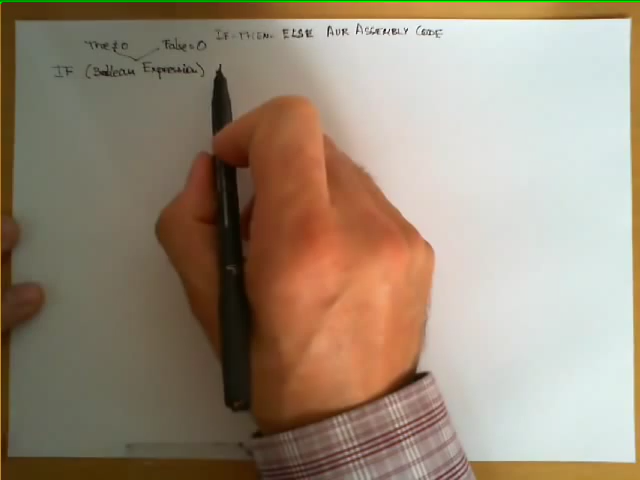 IF-THEN-ELSE AUR ASSEMBLY CODE
True≠0 False=0
IF (Boolean Expression)